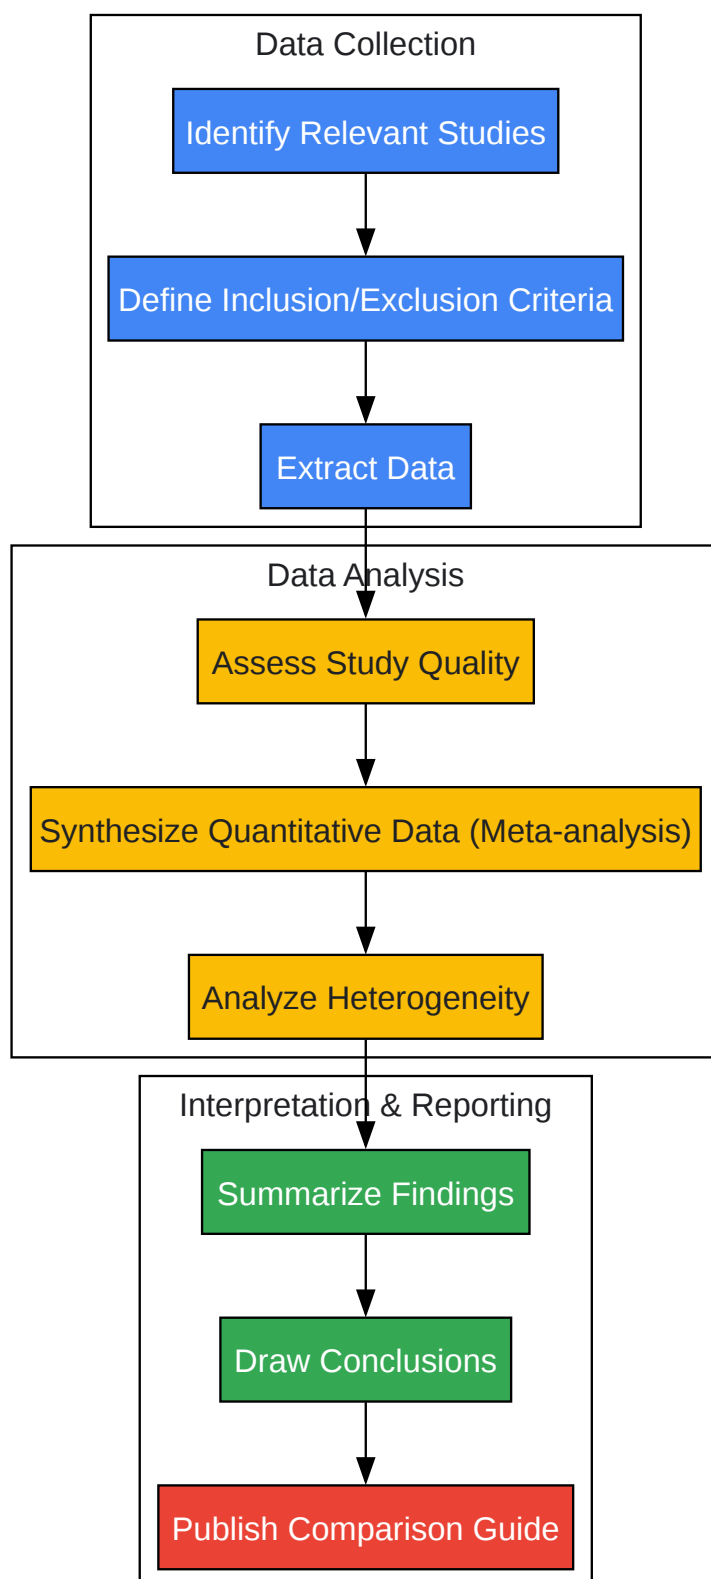 Data Collection
Identify Relevant Studies
Define Inclusion/Exclusion Criteria
Extract Data
Data Analysis
Assess Study Quality
Synthesize Quantitative Data (Meta-analysis)
Analyze Heterogeneity
Interpretation & Reporting
Summarize Findings
Draw Conclusions
Publish Comparison Guide